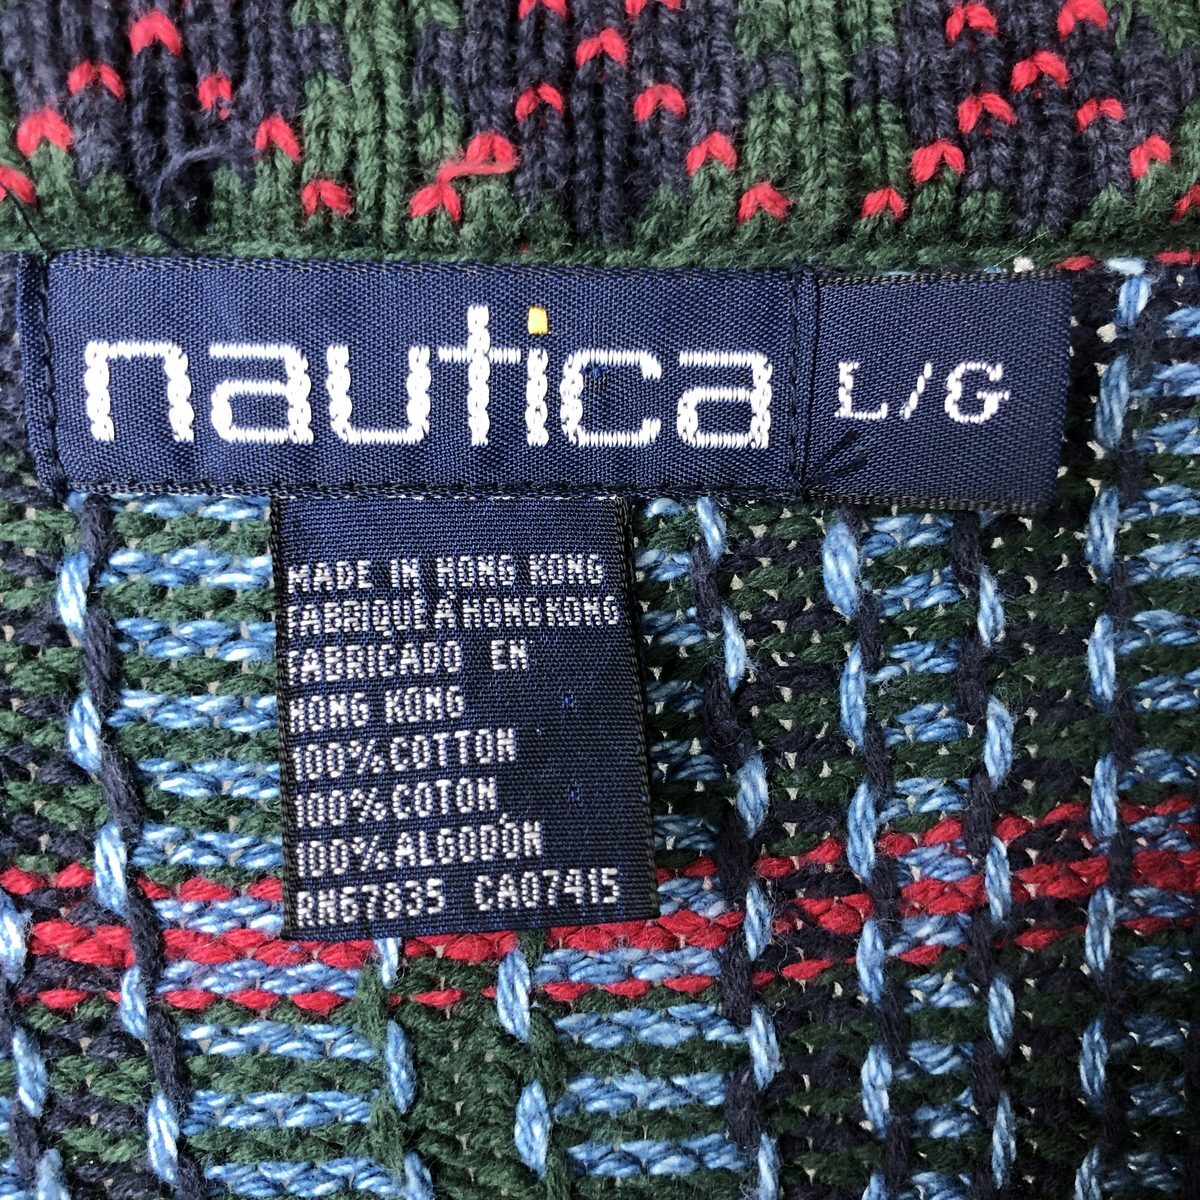 nautica L/G
MADE IN HONG KONG
FABRIQUÉ À HONG KONG
FABRICADO EN
HONG KONG
100% COTTON
100% COTON
100% ALGODÓN
RN67835 CA07415